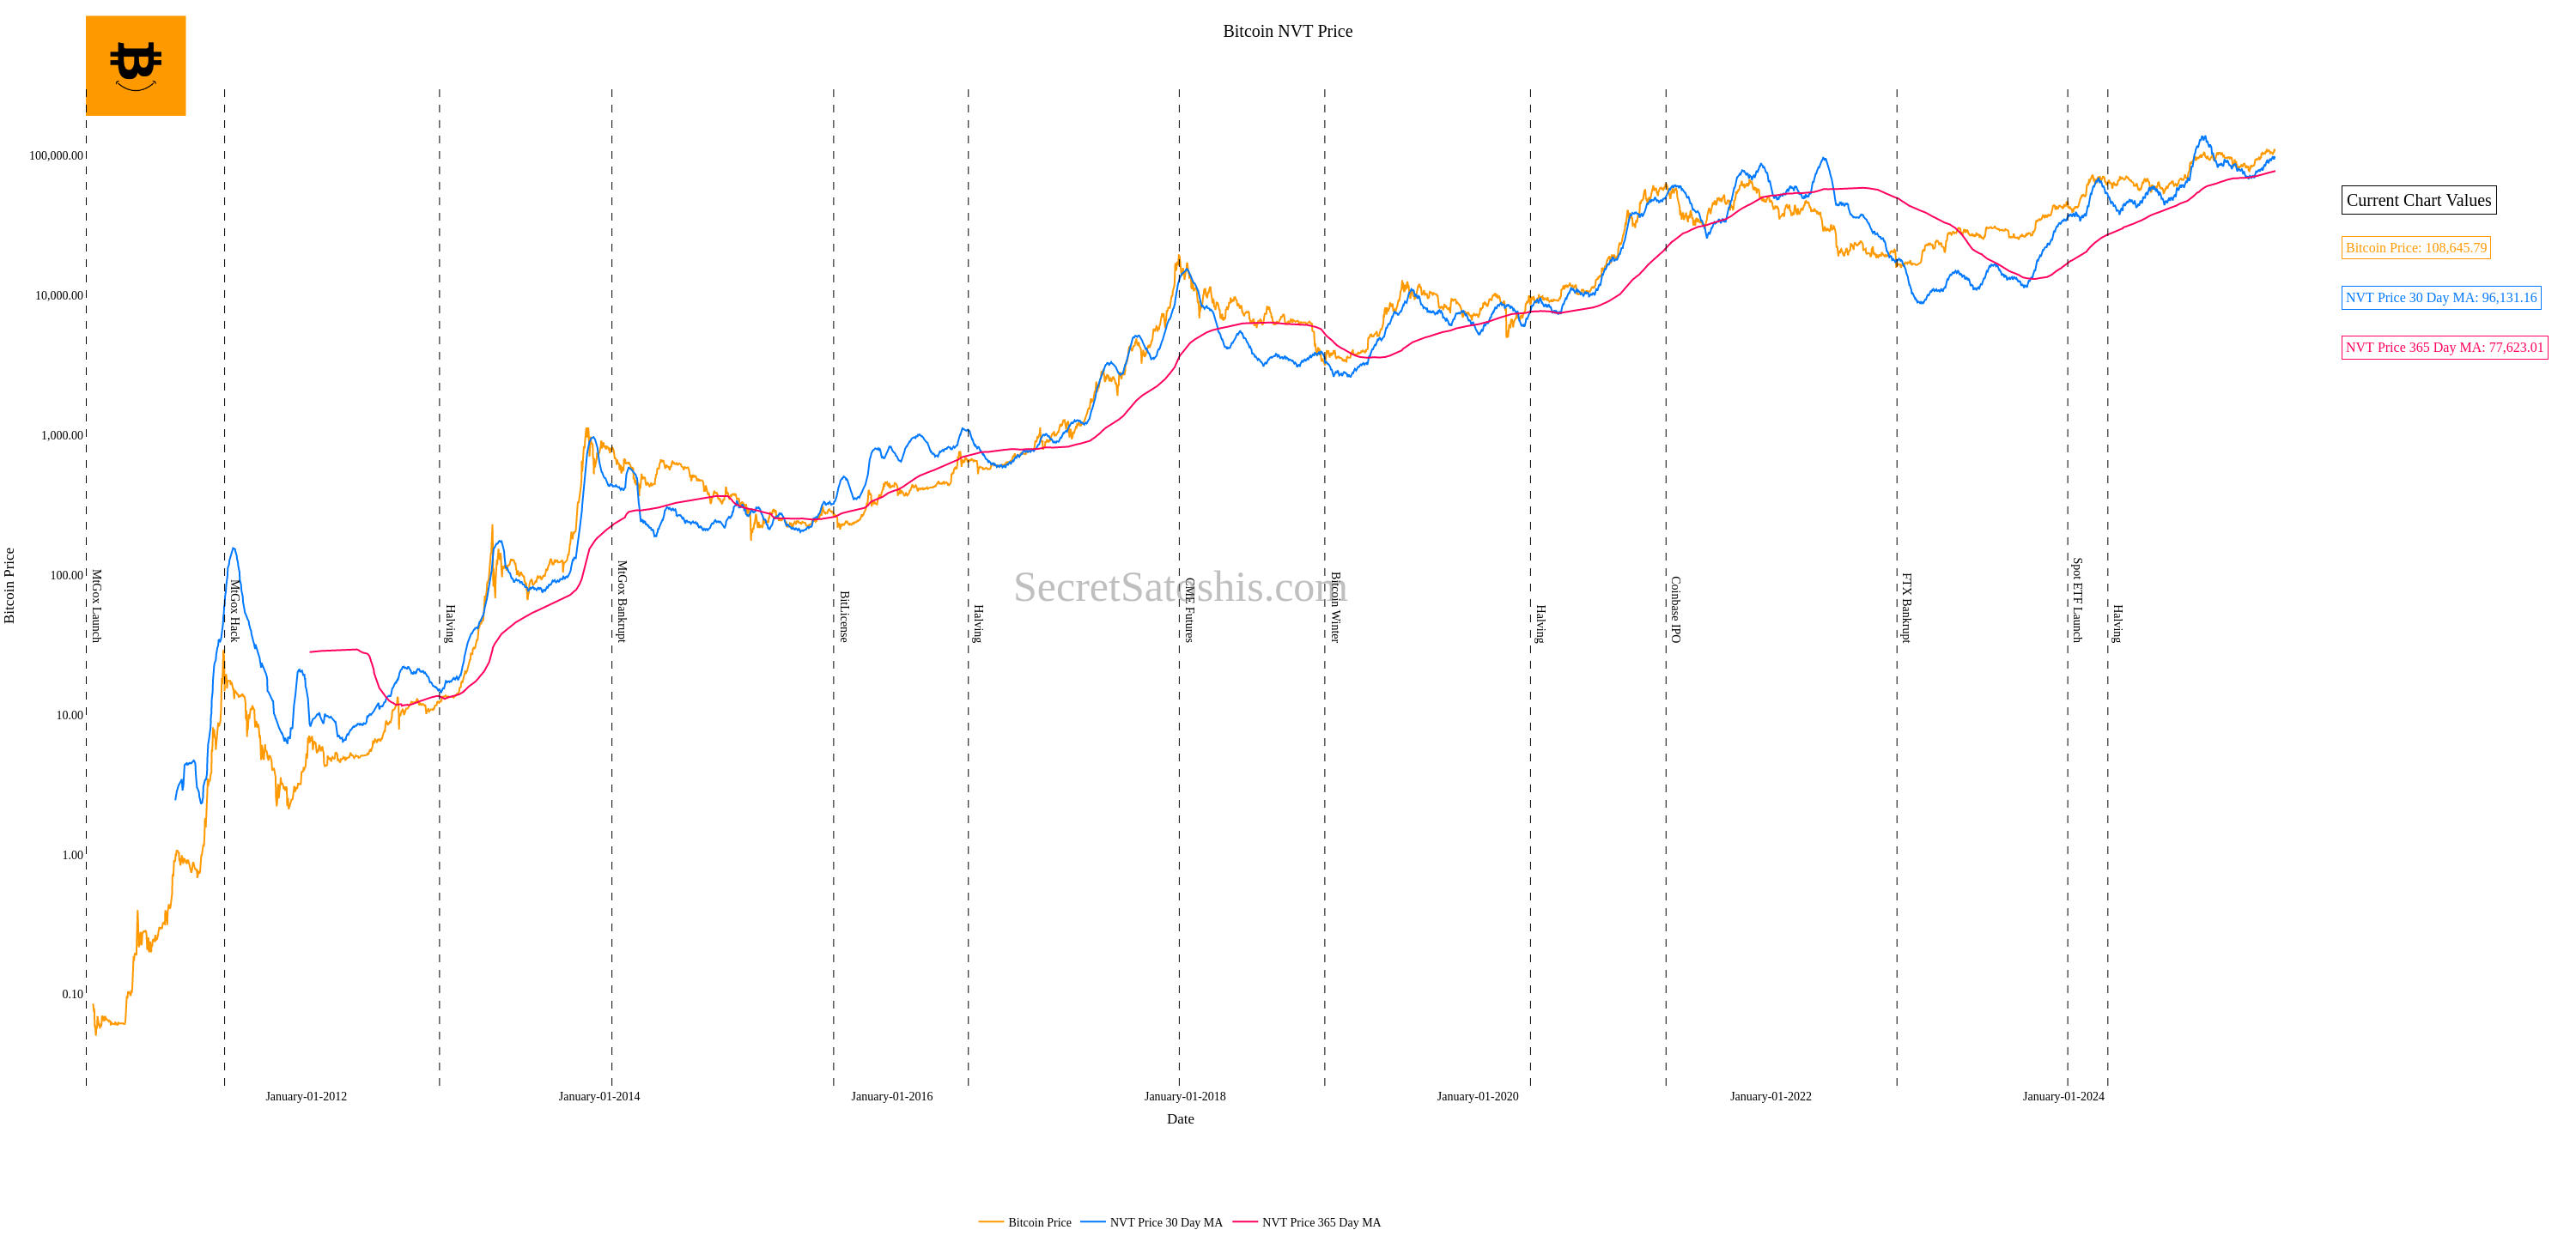 Bitcoin NVT Price
100,000.00
10,000.00
1,000.00
100.00
10.00
1.00
0.10
Bitcoin Price
MtGox Launch
MtGox Hack
Halving
MtGox Bankrupt
BitLicense
Halving
CME Futures
Bitcoin Winter
Halving
Coinbase IPO
FTX Bankrupt
Spot ETF Launch
Halving
SecretSatoshis.com
January-01-2012
January-01-2014
January-01-2016
January-01-2018
January-01-2020
January-01-2022
January-01-2024
Date
Current Chart Values
Bitcoin Price: 108,645.79
NVT Price 30 Day MA: 96,131.16
NVT Price 365 Day MA: 77,623.01
Bitcoin Price
NVT Price 30 Day MA
NVT Price 365 Day MA